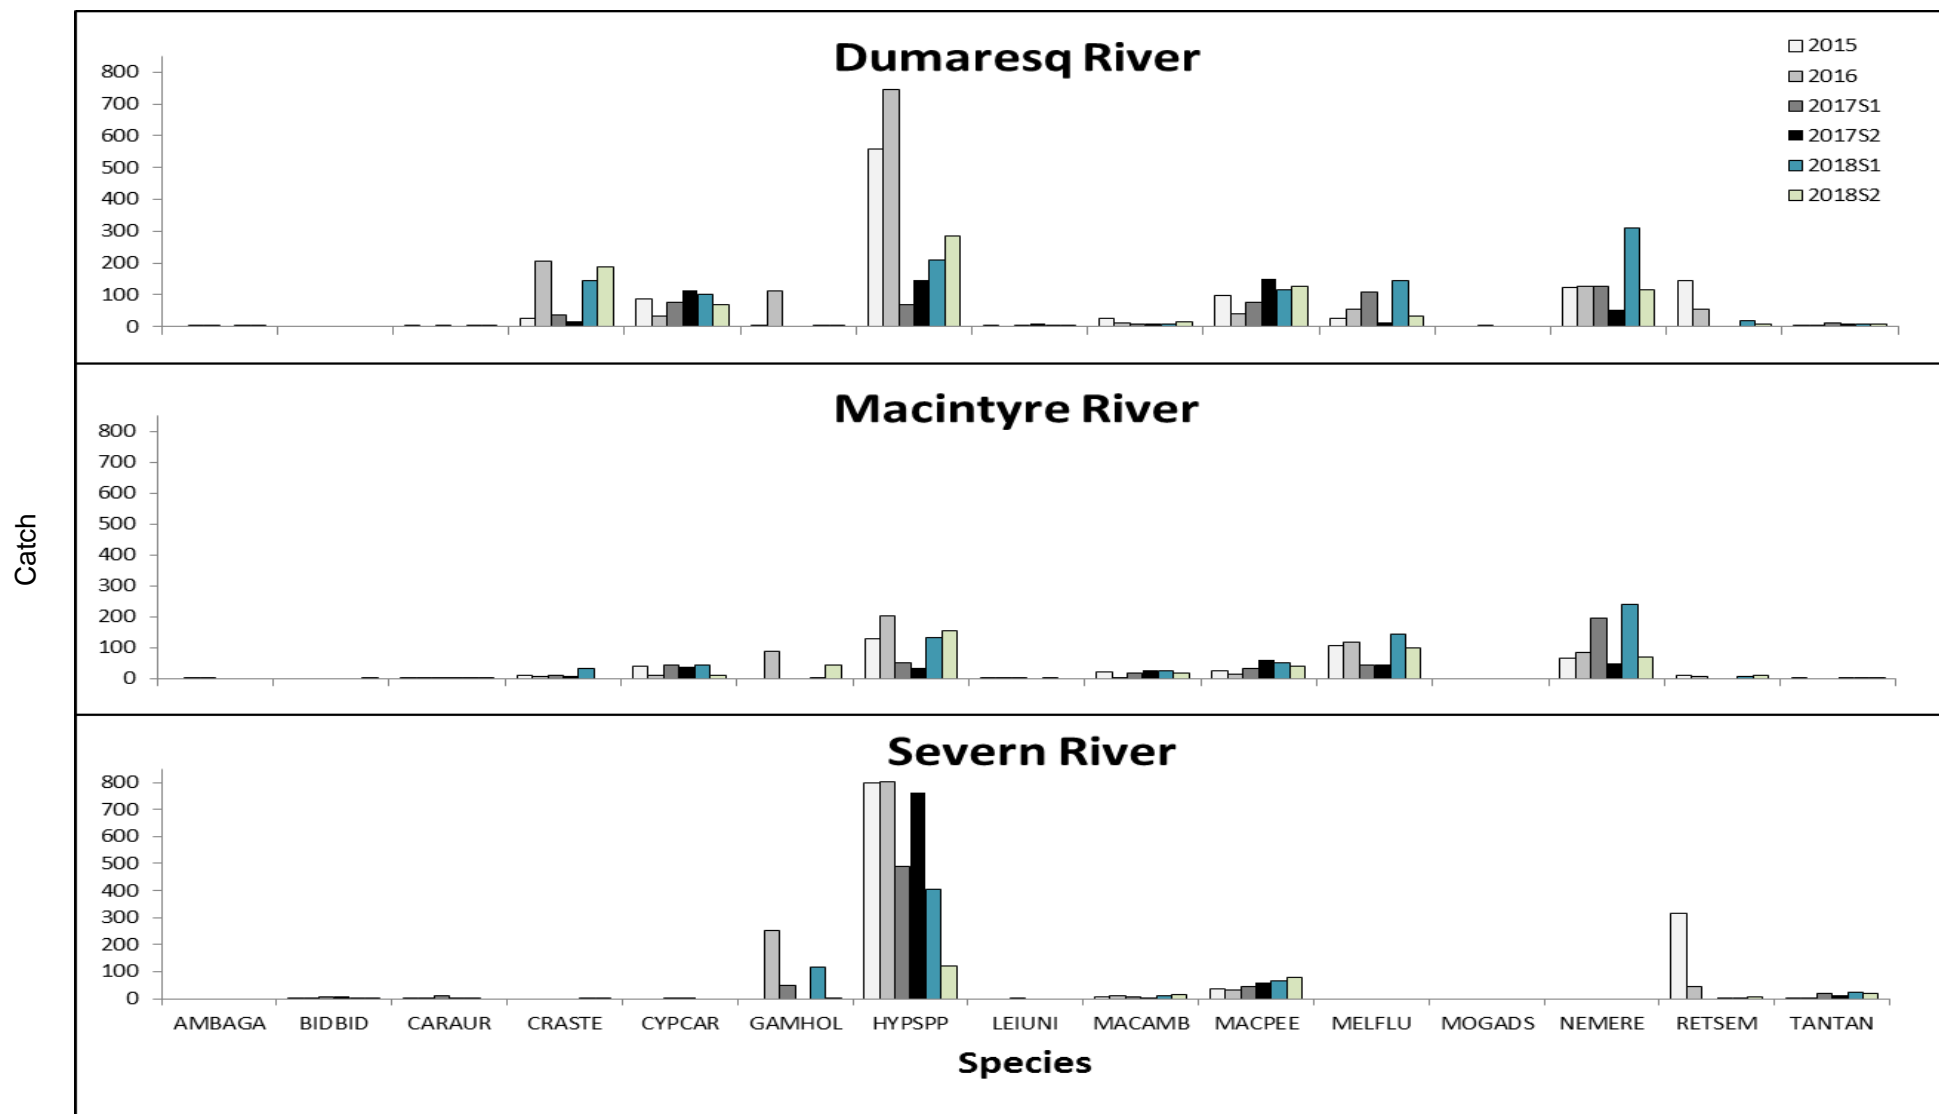 Dumaresq River
2015
2016
2017S1
2017S2
2018S1
2018S2
800
700
600
500
400
300
200
100
0
Macintyre River
800
700
600
500
400
300
200
100
0
Catch
Severn River
800
700
600
500
400
300
200
100
0
AMBAGA BIDBID CARAUR CRASTE CYPCAR GAMHOL HYPSPP LEIUNI MACAMB MACPEE MELFLU MOGADS NEMERE RETSEM TANTAN
Species